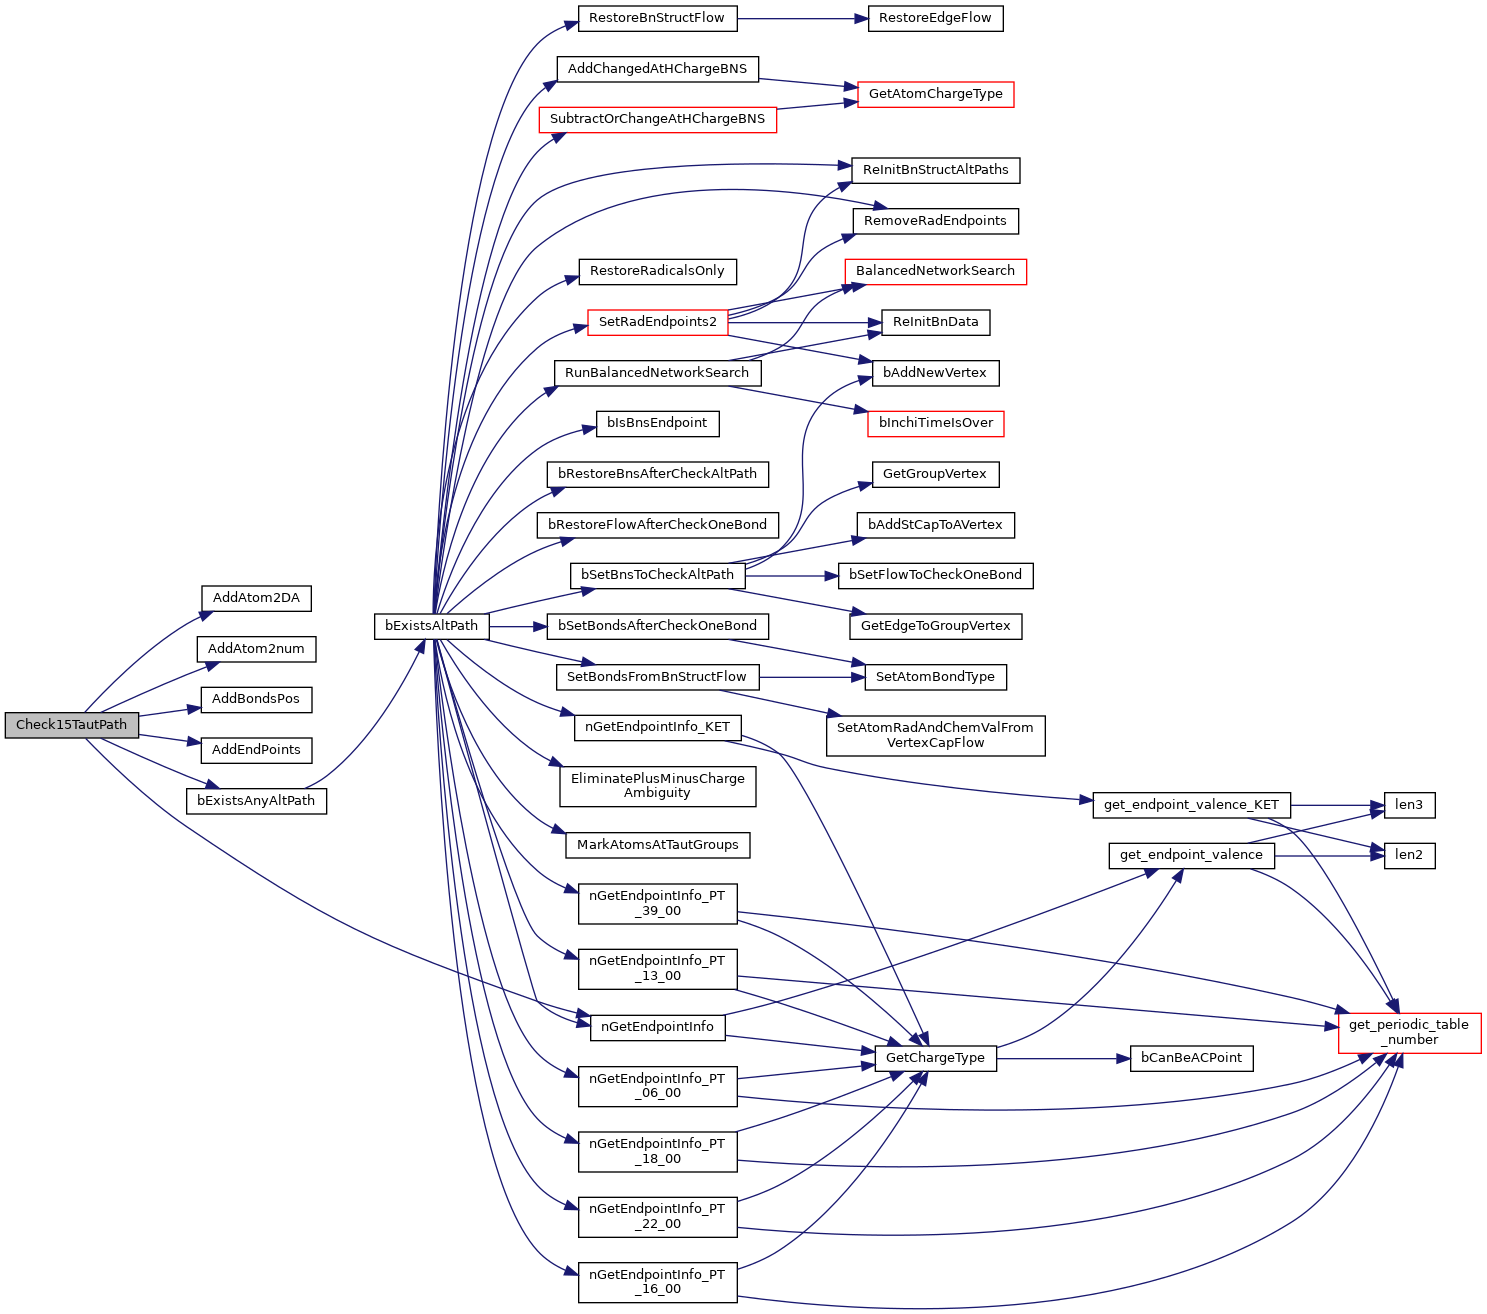 RestoreBnStructFlow
RestoreEdgeFlow
AddChangedAtHChargeBNS
GetAtomChargeType
SubtractOrChangeAtHChargeBNS
ReInitBnStructAltPaths
RemoveRadEndpoints
RestoreRadicalsOnly
BalancedNetworkSearch
SetRadEndpoints2
ReInitBnData
RunBalancedNetworkSearch
bAddNewVertex
bIsBnsEndpoint
bInchiTimeIsOver
bRestoreBnsAfterCheckAltPath
GetGroupVertex
bRestoreFlowAfterCheckOneBond
bAddStCapToAVertex
bSetBnsToCheckAltPath
bSetFlowToCheckOneBond
AddAtom2DA
bExistsAltPath
bSetBondsAfterCheckOneBond
GetEdgeToGroupVertex
AddAtom2num
SetBondsFromBnStructFlow
SetAtomBondType
AddBondsPos
Check15TautPath
nGetEndpointInfo_KET
SetAtomRadAndChemValFrom
VertexCapFlow
AddEndPoints
EliminatePlusMinusCharge
Ambiguity
bExistsAnyAltPath
get_endpoint_valence_KET
len3
MarkAtomsAtTautGroups
get_endpoint_valence
len2
nGetEndpointInfo_PT
_39_00
nGetEndpointInfo_PT
_13_00
nGetEndpointInfo
get_periodic_table
_number
GetChargeType
bCanBeACPoint
nGetEndpointInfo_PT
_06_00
nGetEndpointInfo_PT
_18_00
nGetEndpointInfo_PT
_22_00
nGetEndpointInfo_PT
_16_00